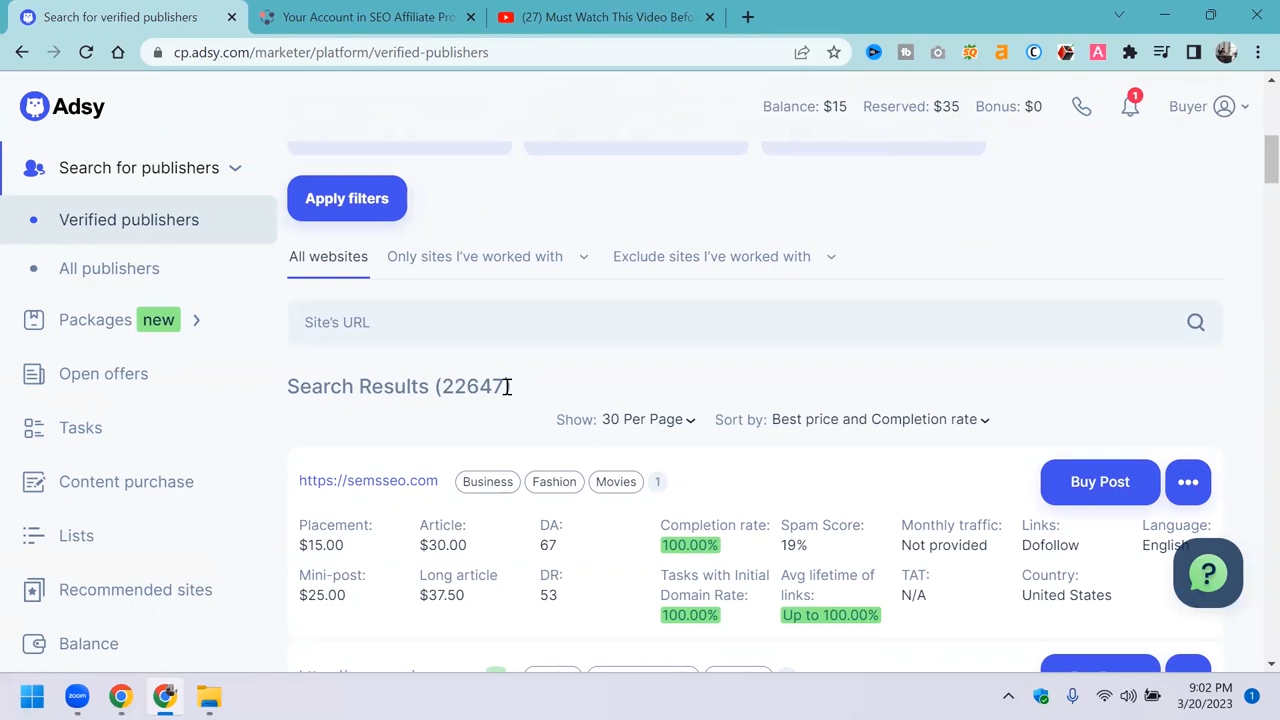 Search for verified publishers
Your Account in SEO Affiliate Pro
(27) Must Watch This Video Befo
cp.adsy.com/marketer/platform/verified-publishers
Adsy
Balance: $15 Reserved: $35 Bonus: $0
1
Buyer
Search for publishers
Verified publishers
All publishers
Packages new
Open offers
Tasks
Content purchase
Lists
Recommended sites
Balance
Apply filters
All websites Only sites I've worked with Exclude sites I've worked with
Site's URL
Search Results (22647)
Show: 30 Per Page Sort by: Best price and Completion rate
https://semsseo.com Business Fashion Movies 1
Buy Post
Placement: Article: DA: Completion rate: Spam Score: Monthly traffic: Links: Language:
$15.00 $30.00 67 100.00% 19% Not provided Dofollow English
Mini-post: Long article DR: Tasks with Initial Avg lifetime of TAT: Country:
$25.00 $37.50 53 Domain Rate: links: N/A United States
100.00% Up to 100.00%
zoom
9:02 PM
3/20/2023
1